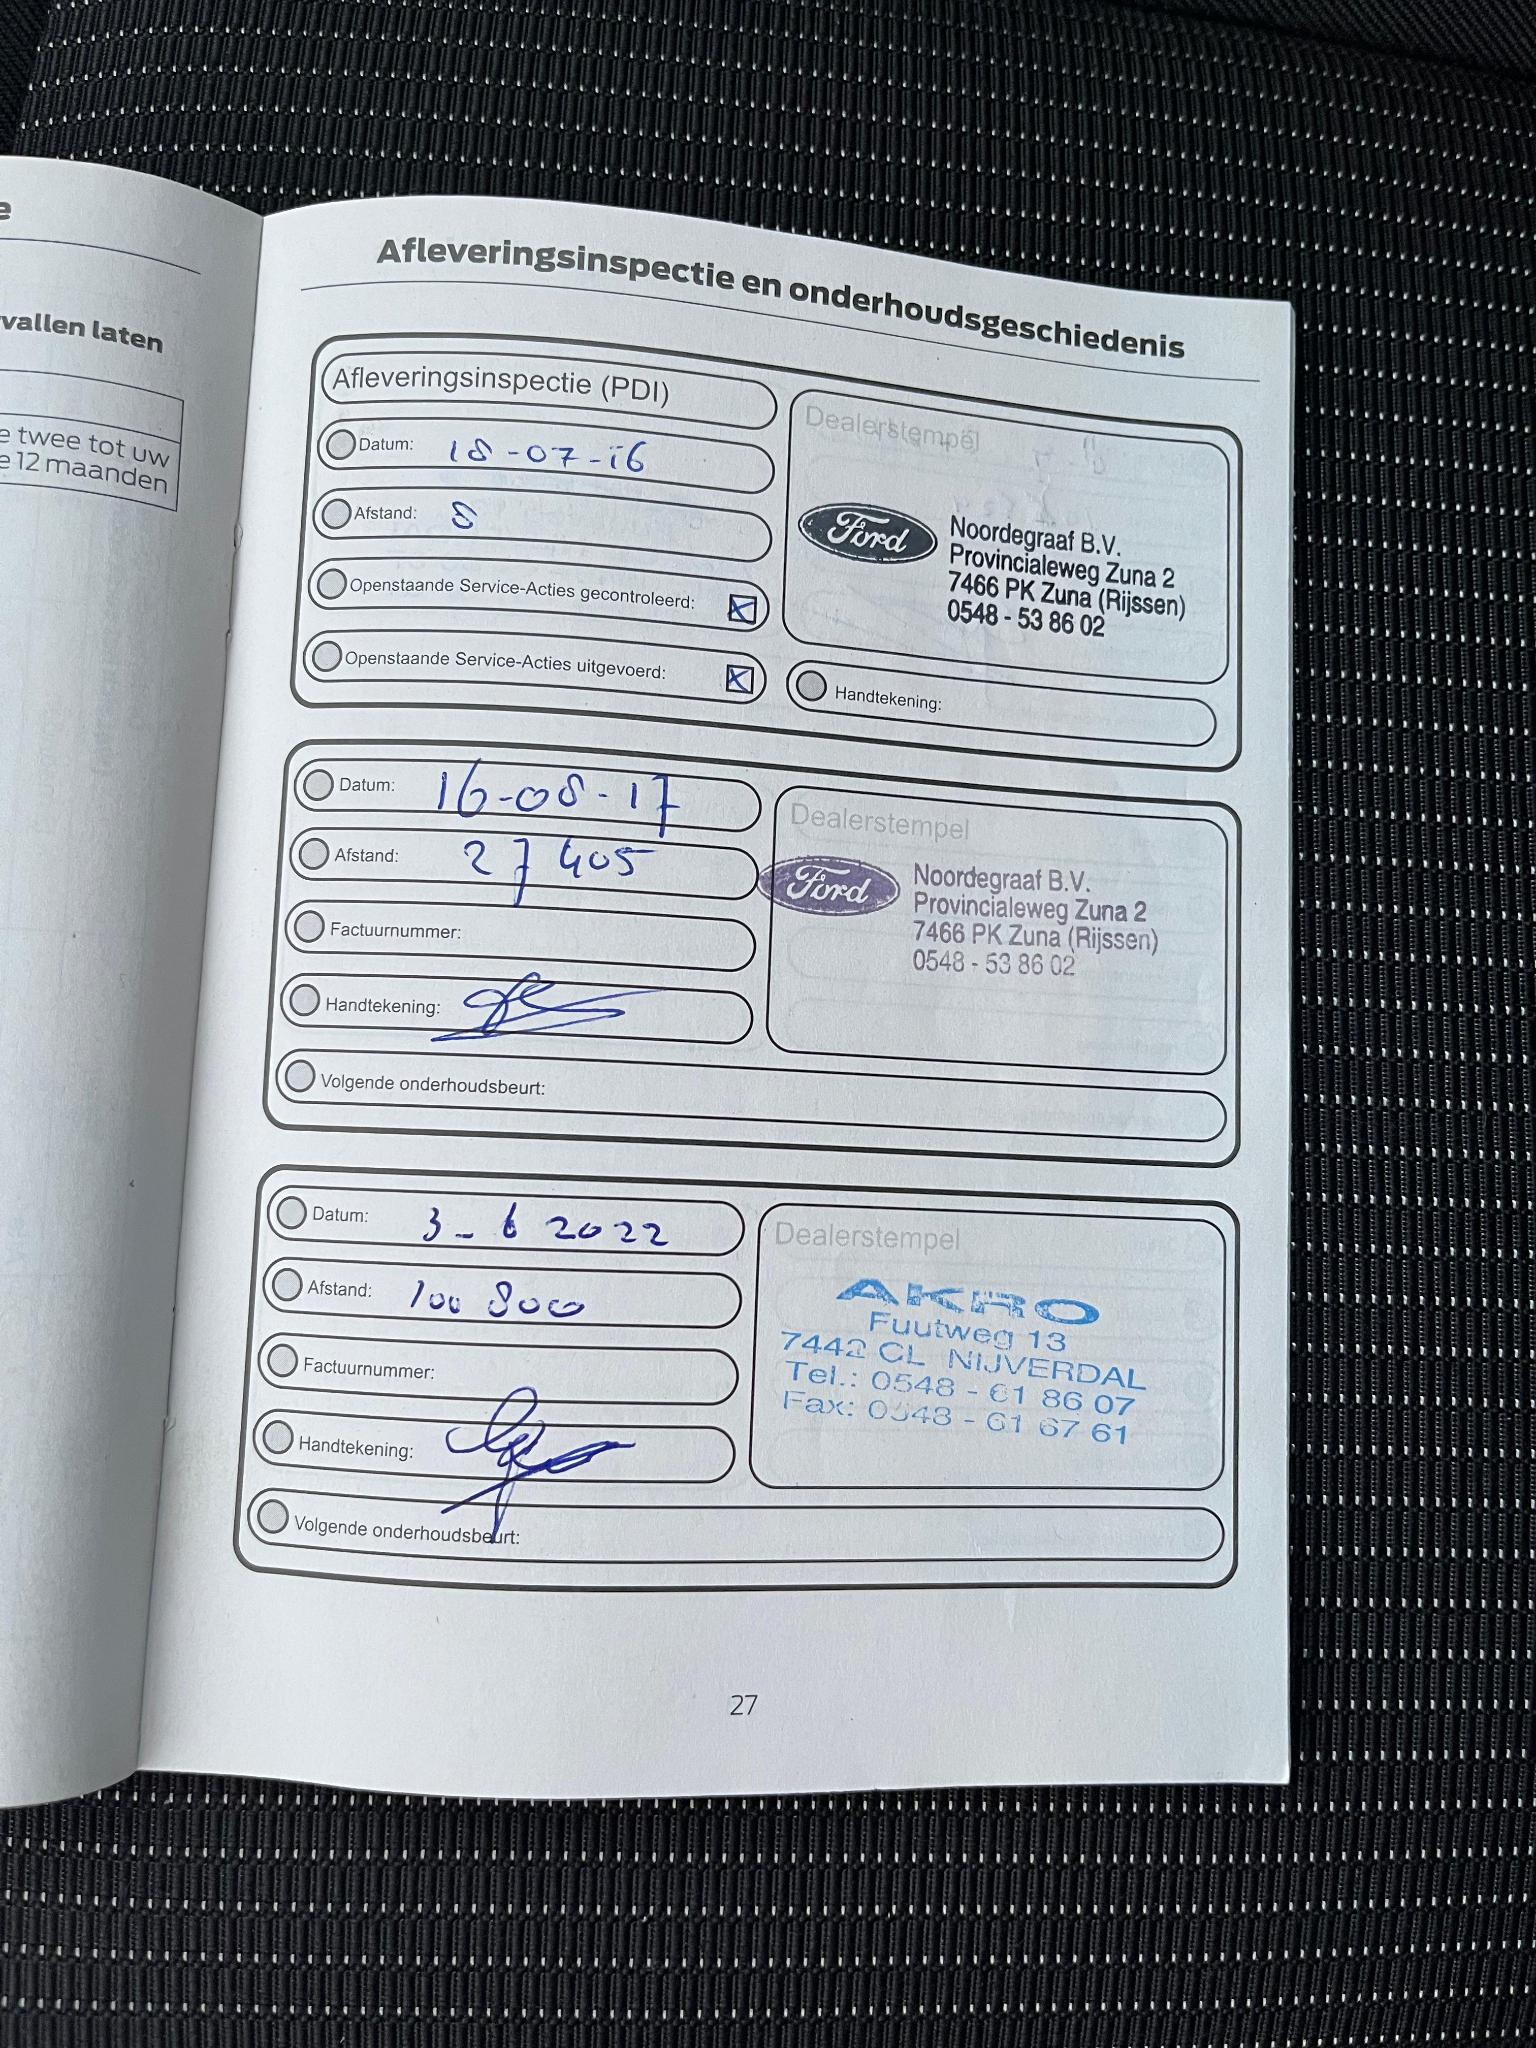 e
vallen laten
e twee tot uw
e 12 maanden
Afleveringsinspectie en onderhoudsgeschiedenis
Afleveringsinspectie (PDI)
Datum: 18-07-16
Afstand: 8
Openstaande Service-Acties gecontroleerd: X
Openstaande Service-Acties uitgevoerd: X
Dealerstempel
Ford
Noordegraaf B.V.
Provincialeweg Zuna 2
7466 PK Zuna (Rijssen)
0548 - 53 86 02
Handtekening:
Datum: 16-08-17
Afstand: 27 405
Factuurnummer:
Handtekening:
Volgende onderhoudsbeurt:
Dealerstempel
Ford
Noordegraaf B.V.
Provincialeweg Zuna 2
7466 PK Zuna (Rijssen)
0548 - 53 86 02
Datum: 3-6 2022
Afstand: 100 800
Factuurnummer:
Handtekening:
Volgende onderhoudsbeurt:
Dealerstempel
AKRO
Fuutweg 13
7442 CL NIJVERDAL
Tel.: 0548 - 61 86 07
Fax: 0548 - 61 67 61
27